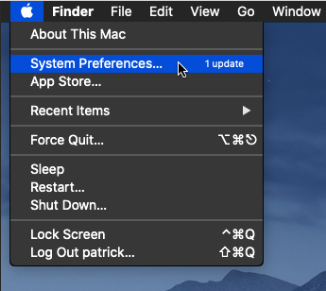 Finder File Edit View Go Window
About This Mac
System Preferences... 1 update
App Store...
Recent Items ▶
Force Quit... ⌥⌘⎋
Sleep
Restart...
Shut Down...
Lock Screen ^⌘Q
Log Out patrick... ⇧⌘Q